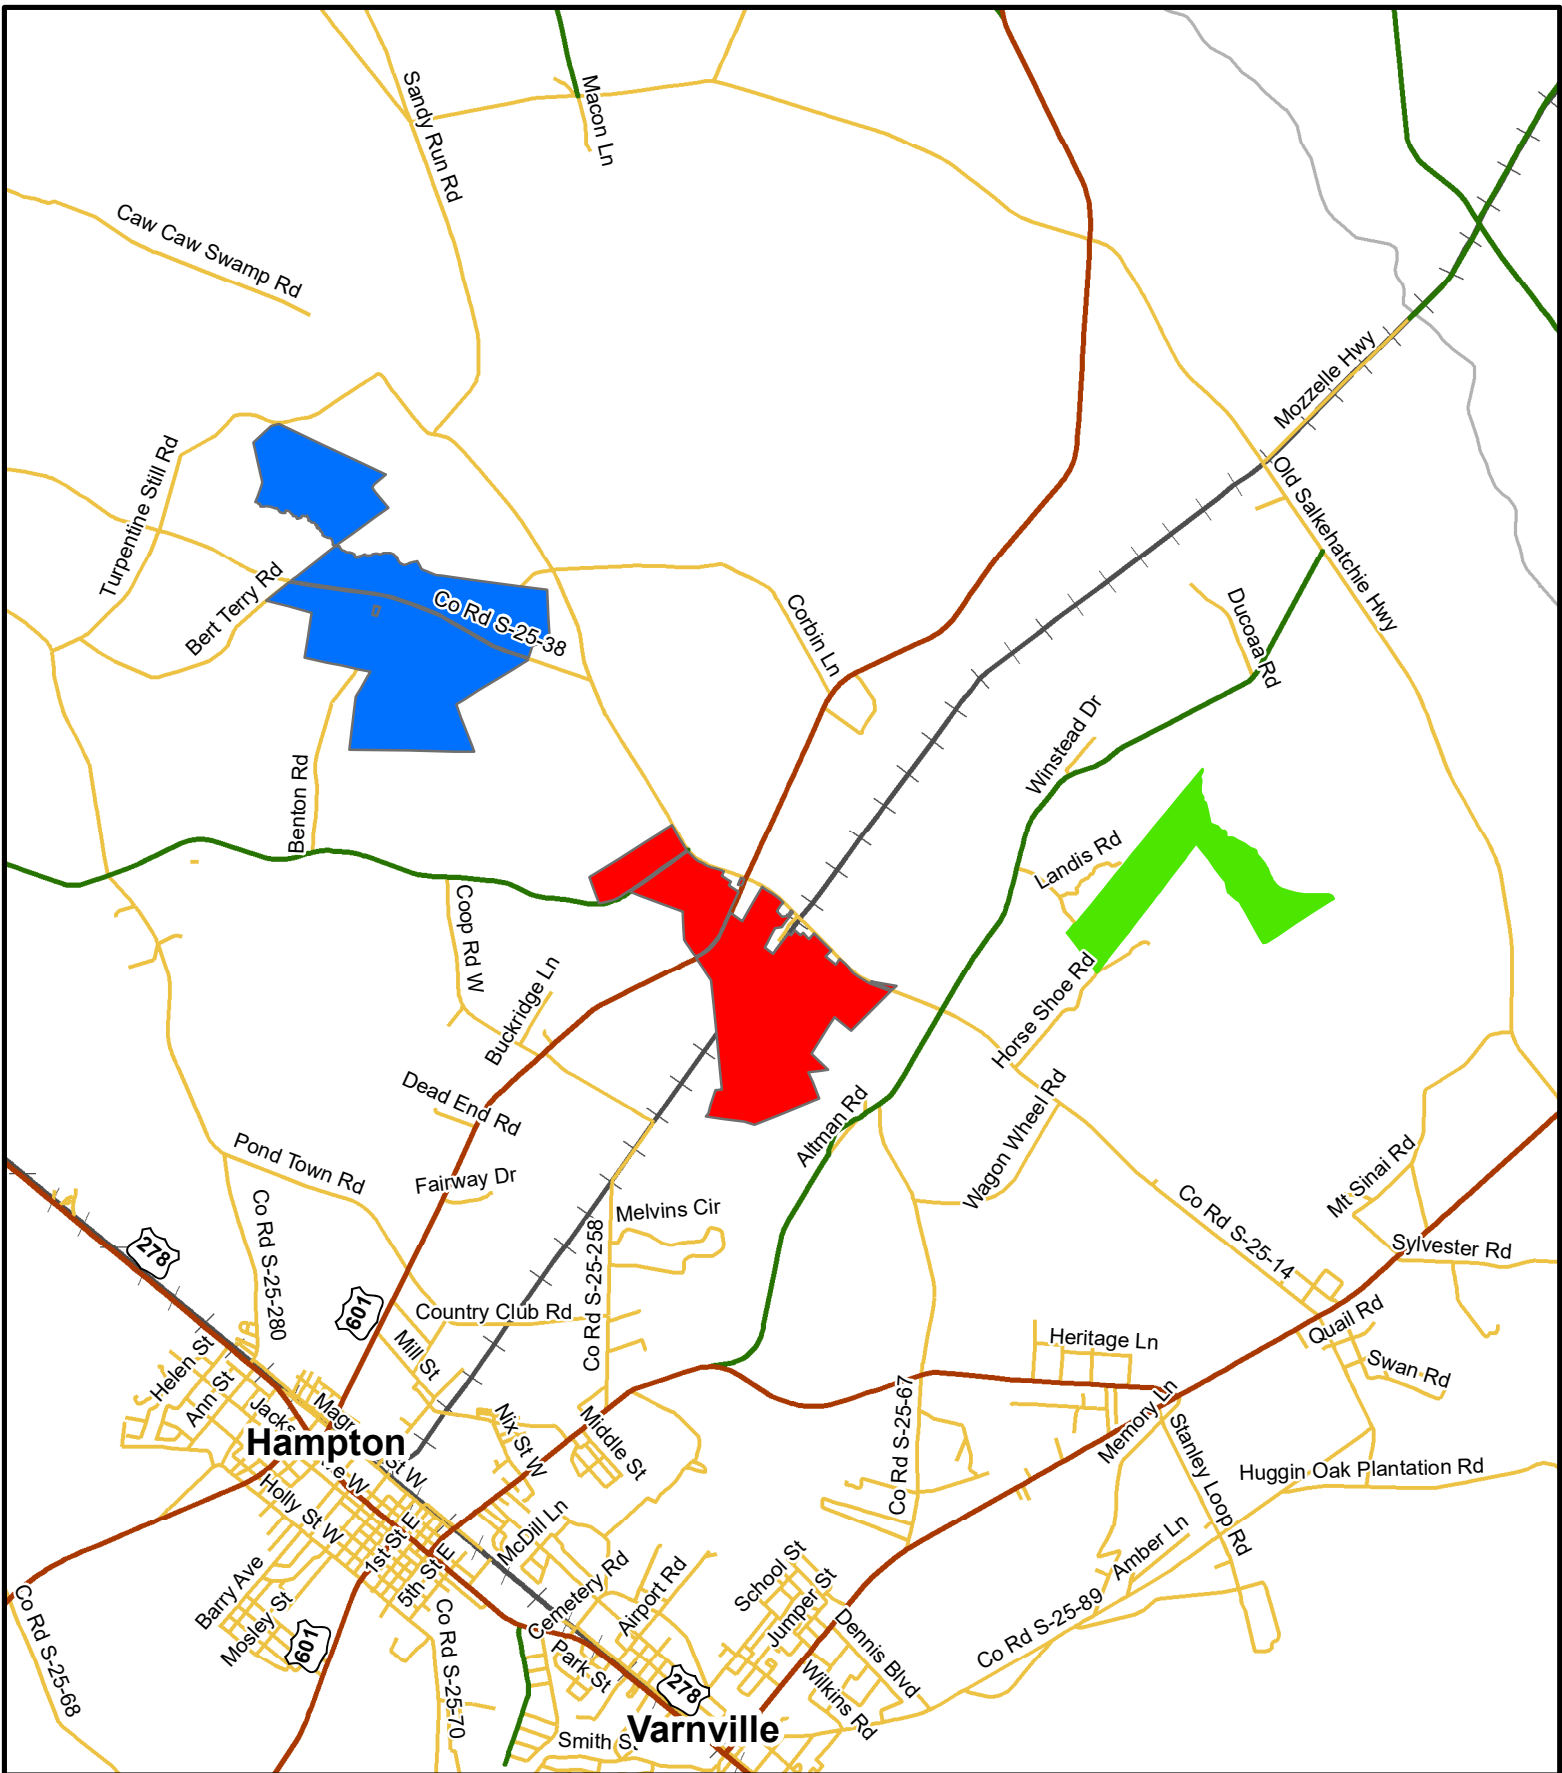 Macon Ln
Sandy Run Rd
Caw Caw Swamp Rd
Mozzelle Hwy
Old Salkehatchie Hwy
Turpentine Still Rd
Bert Terry Rd
Co Rd S-25-38
Corbin Ln
Ducoaa Rd
Winstead Dr
Benton Rd
Landis Rd
Coop Rd W
Buckridge Ln
Horse Shoe Rd
Dead End Rd
Altman Rd
Wagon Wheel Rd
Pond Town Rd
Fairway Dr
Mt Sinai Rd
Melvins Cir
Co Rd S-25-14
Sylvester Rd
278
Co Rd S-25-280
Co Rd S-25-258
601
Country Club Rd
Quail Rd
Heritage Ln
Helen St
Mill St
Swan Rd
Ann St
Jacks
Magn
St W
Nix St W
Middle St
Co Rd S-25-67
Memory Ln
Stanley Loop Rd
Hampton
e W
Huggin Oak Plantation Rd
Holly St W
1st St E
McDill Ln
Amber Ln
5th St E
Barry Ave
Mosley St
Cemetery Rd
Airport Rd
School St
Jumper St
Dennis Blvd
Co Rd S-25-89
Co Rd S-25-68
601
Co Rd S-25-70
Park St
278
Wilkins Rd
Smith St
Varnville